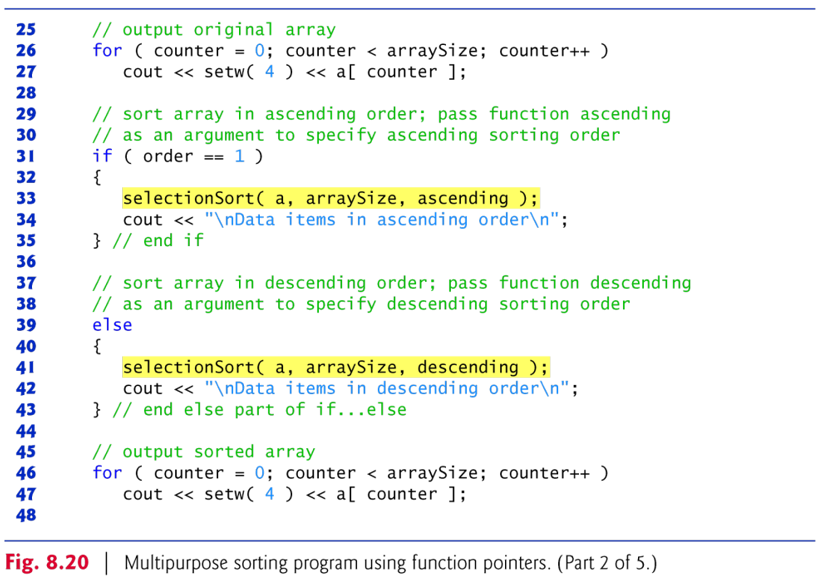 25 // output original array
26 for ( counter = 0; counter < arraySize; counter++ )
27 cout << setw( 4 ) << a[ counter ];
28
29 // sort array in ascending order; pass function ascending
30 // as an argument to specify ascending sorting order
31 if ( order == 1 )
32 {
33 selectionSort( a, arraySize, ascending );
34 cout << "\nData items in ascending order\n";
35 } // end if
36
37 // sort array in descending order; pass function descending
38 // as an argument to specify descending sorting order
39 else
40 {
41 selectionSort( a, arraySize, descending );
42 cout << "\nData items in descending order\n";
43 } // end else part of if...else
44
45 // output sorted array
46 for ( counter = 0; counter < arraySize; counter++ )
47 cout << setw( 4 ) << a[ counter ];
48
Fig. 8.20 | Multipurpose sorting program using function pointers. (Part 2 of 5.)